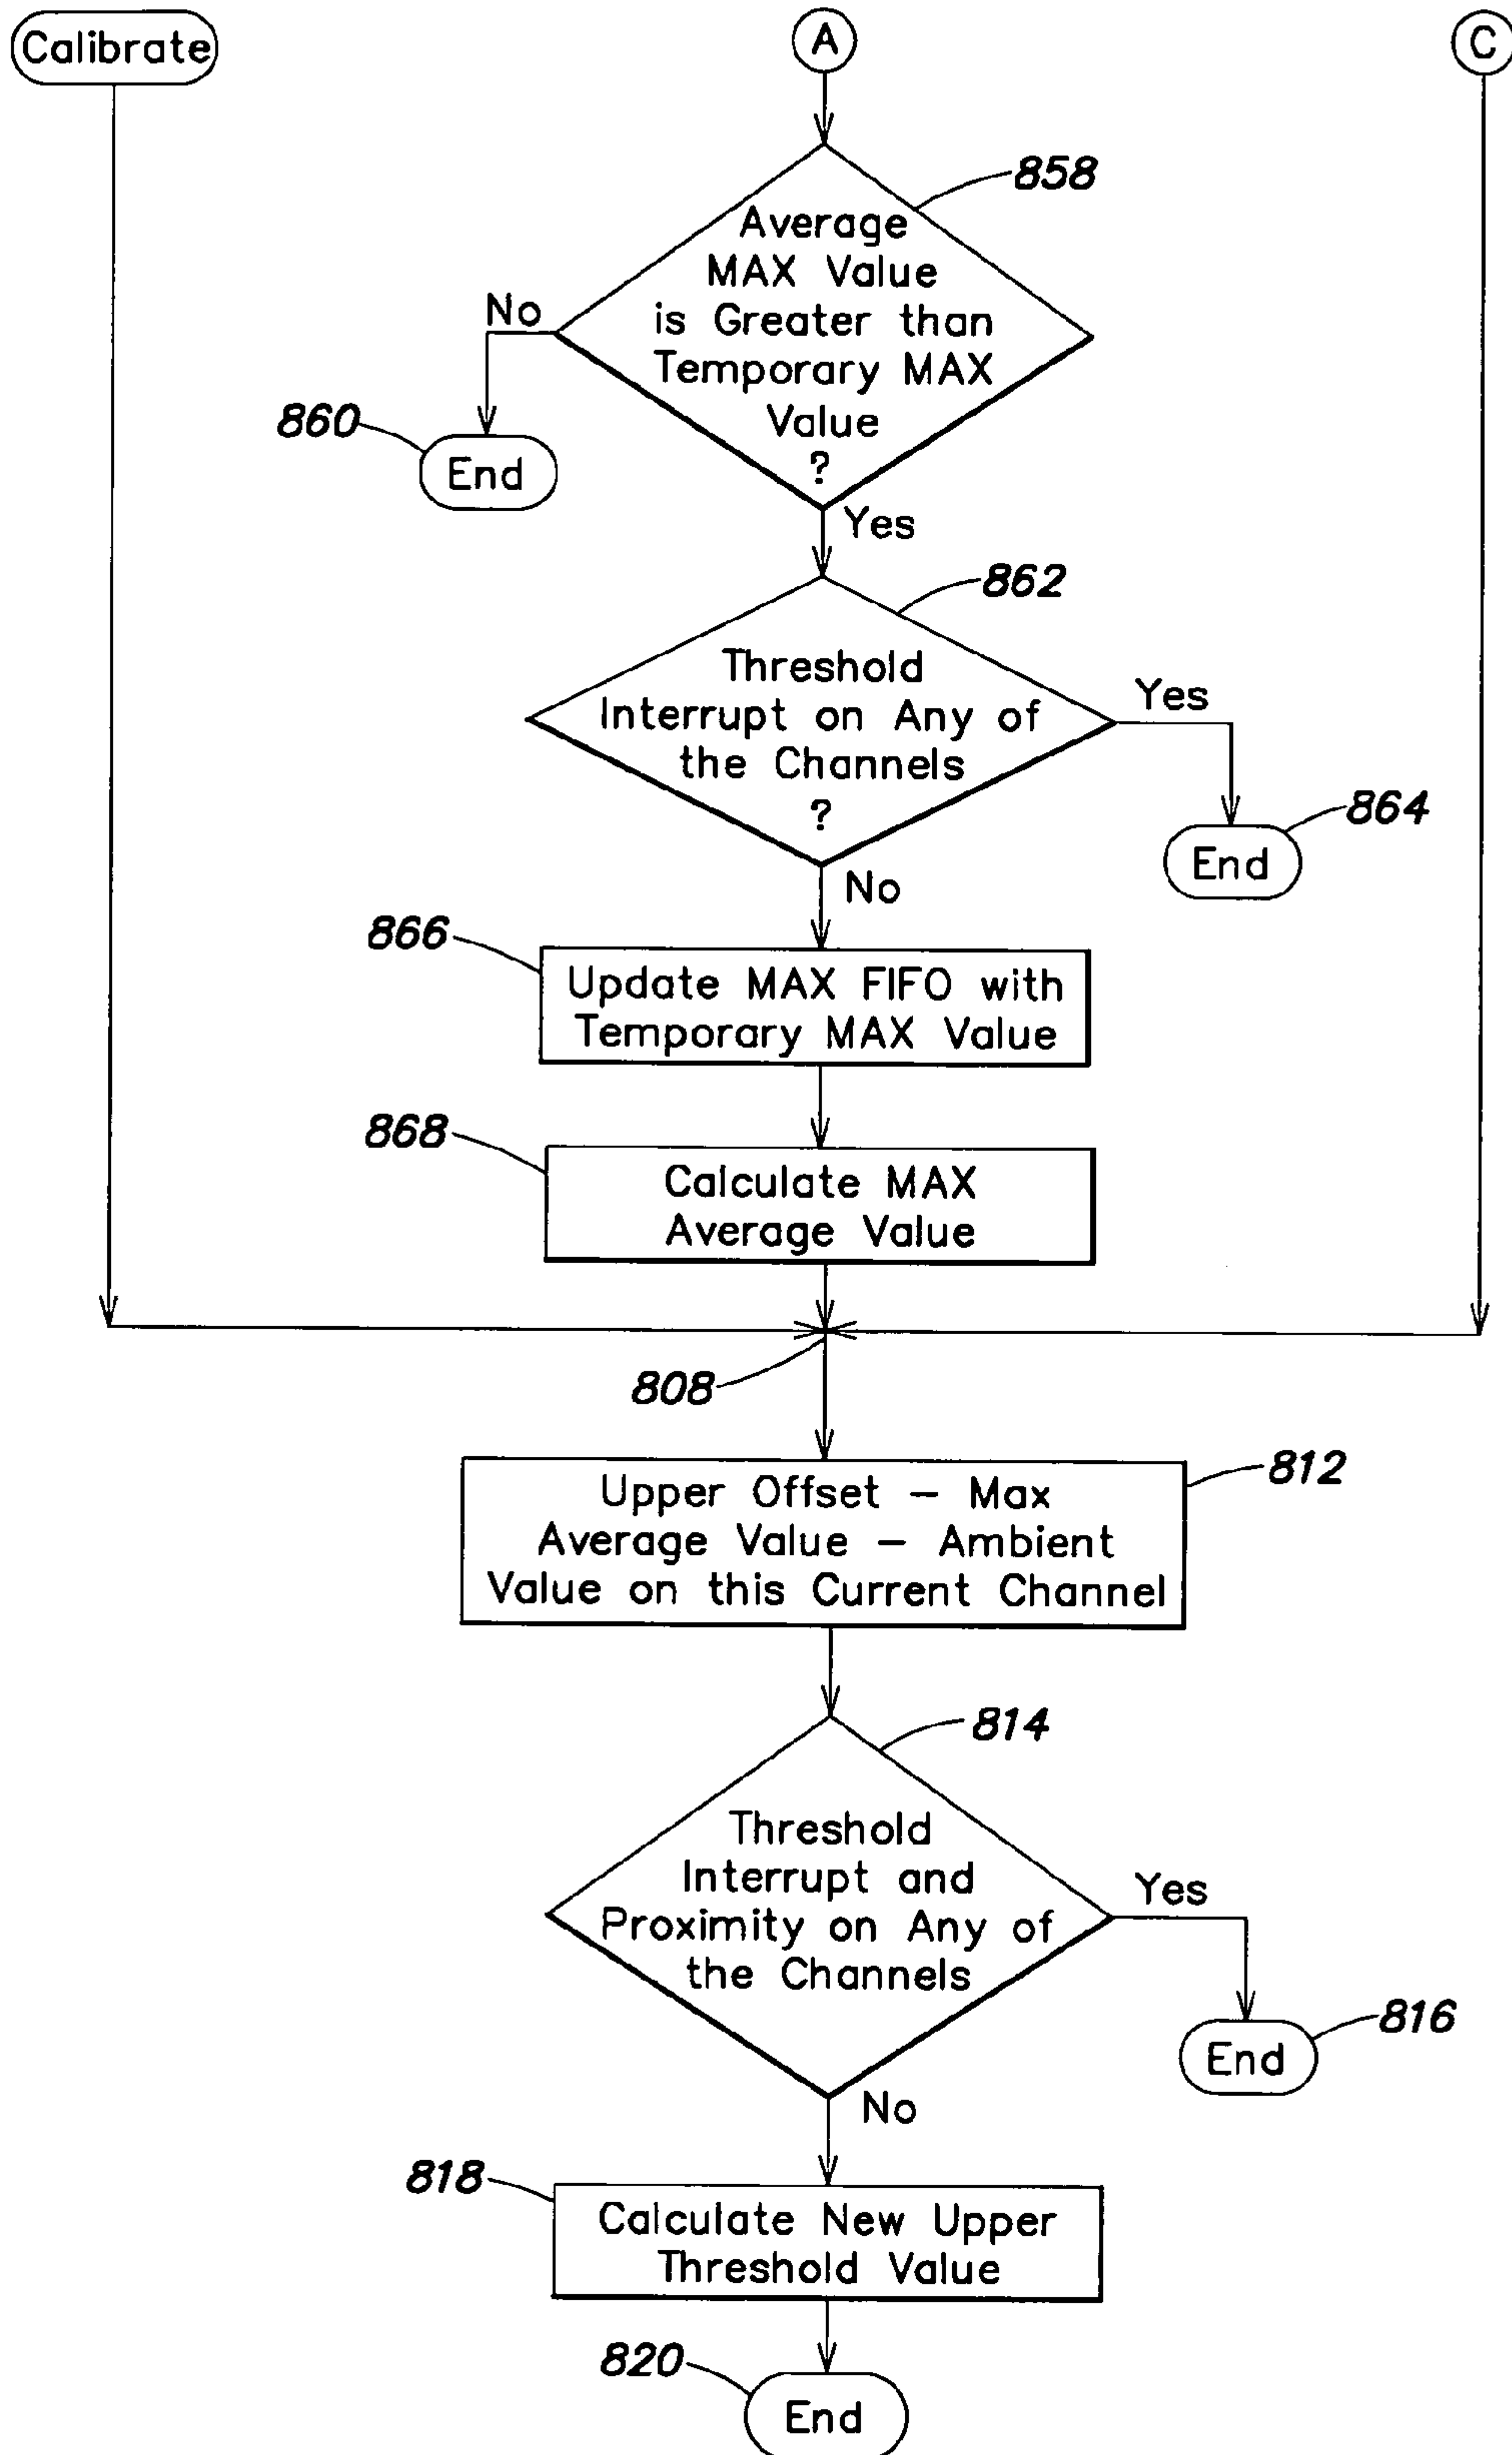 Calibrate
A
C
858
Average
MAX Value
is Greater than
Temporary MAX
Value
?
No
860
End
Yes
862
Threshold
Interrupt on Any of
the Channels
?
Yes
864
End
No
866
Update MAX FIFO with
Temporary MAX Value
868
Calculate MAX
Average Value
808
812
Upper Offset – Max
Average Value – Ambient
Value on this Current Channel
814
Threshold
Interrupt and
Proximity on Any of
the Channels
Yes
816
End
No
818
Calculate New Upper
Threshold Value
820
End